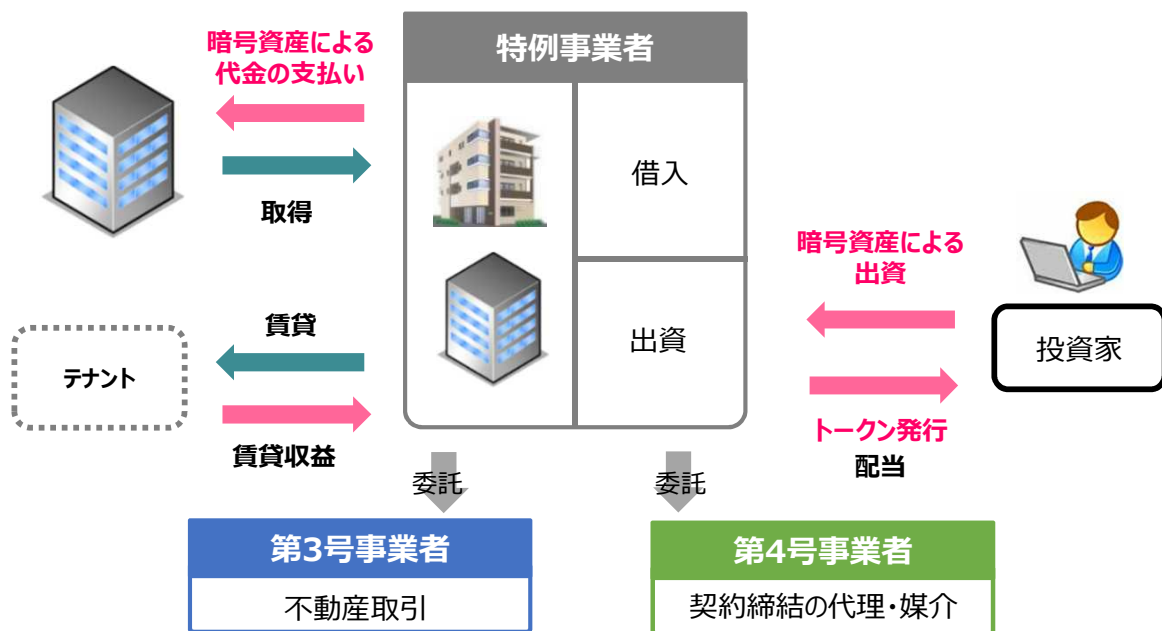 暗号資産による
代金の支払い
取得
特例事業者
借入
出資
暗号資産による
出資
投資家
トークン発行
配当
賃貸
テナント
賃貸収益
委託
委託
第3号事業者
不動産取引
第4号事業者
契約締結の代理・媒介